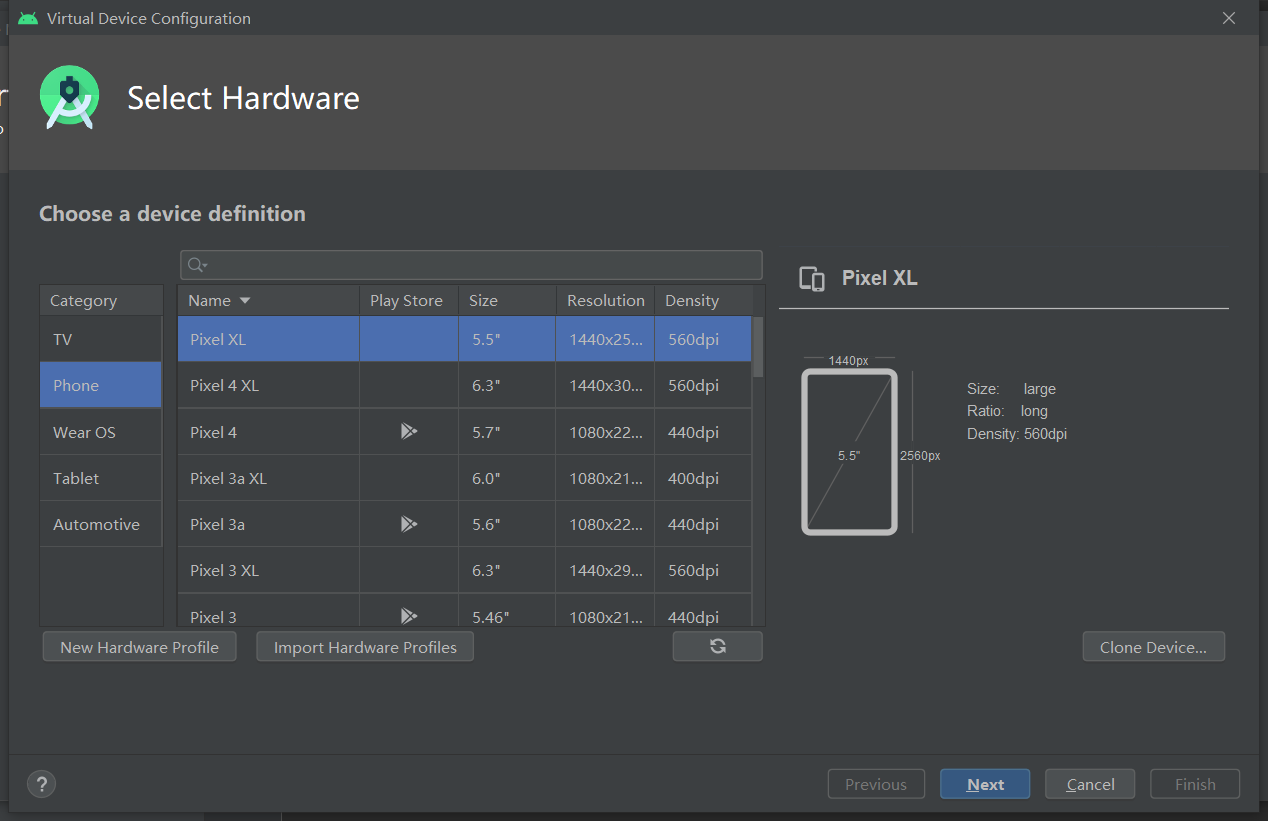 Virtual Device Configuration
Select Hardware
Choose a device definition
Category
TV
Phone
Wear OS
Tablet
Automotive
Name Play Store Size Resolution Density
Pixel XL 5.5" 1440x25... 560dpi
Pixel 4 XL 6.3" 1440x30... 560dpi
Pixel 4 5.7" 1080x22... 440dpi
Pixel 3a XL 6.0" 1080x21... 400dpi
Pixel 3a 5.6" 1080x22... 440dpi
Pixel 3 XL 6.3" 1440x29... 560dpi
Pixel 3 5.46" 1080x21... 440dpi
Pixel XL
1440px
5.5"
2560px
Size: large
Ratio: long
Density: 560dpi
New Hardware Profile Import Hardware Profiles Clone Device...
? Previous Next Cancel Finish